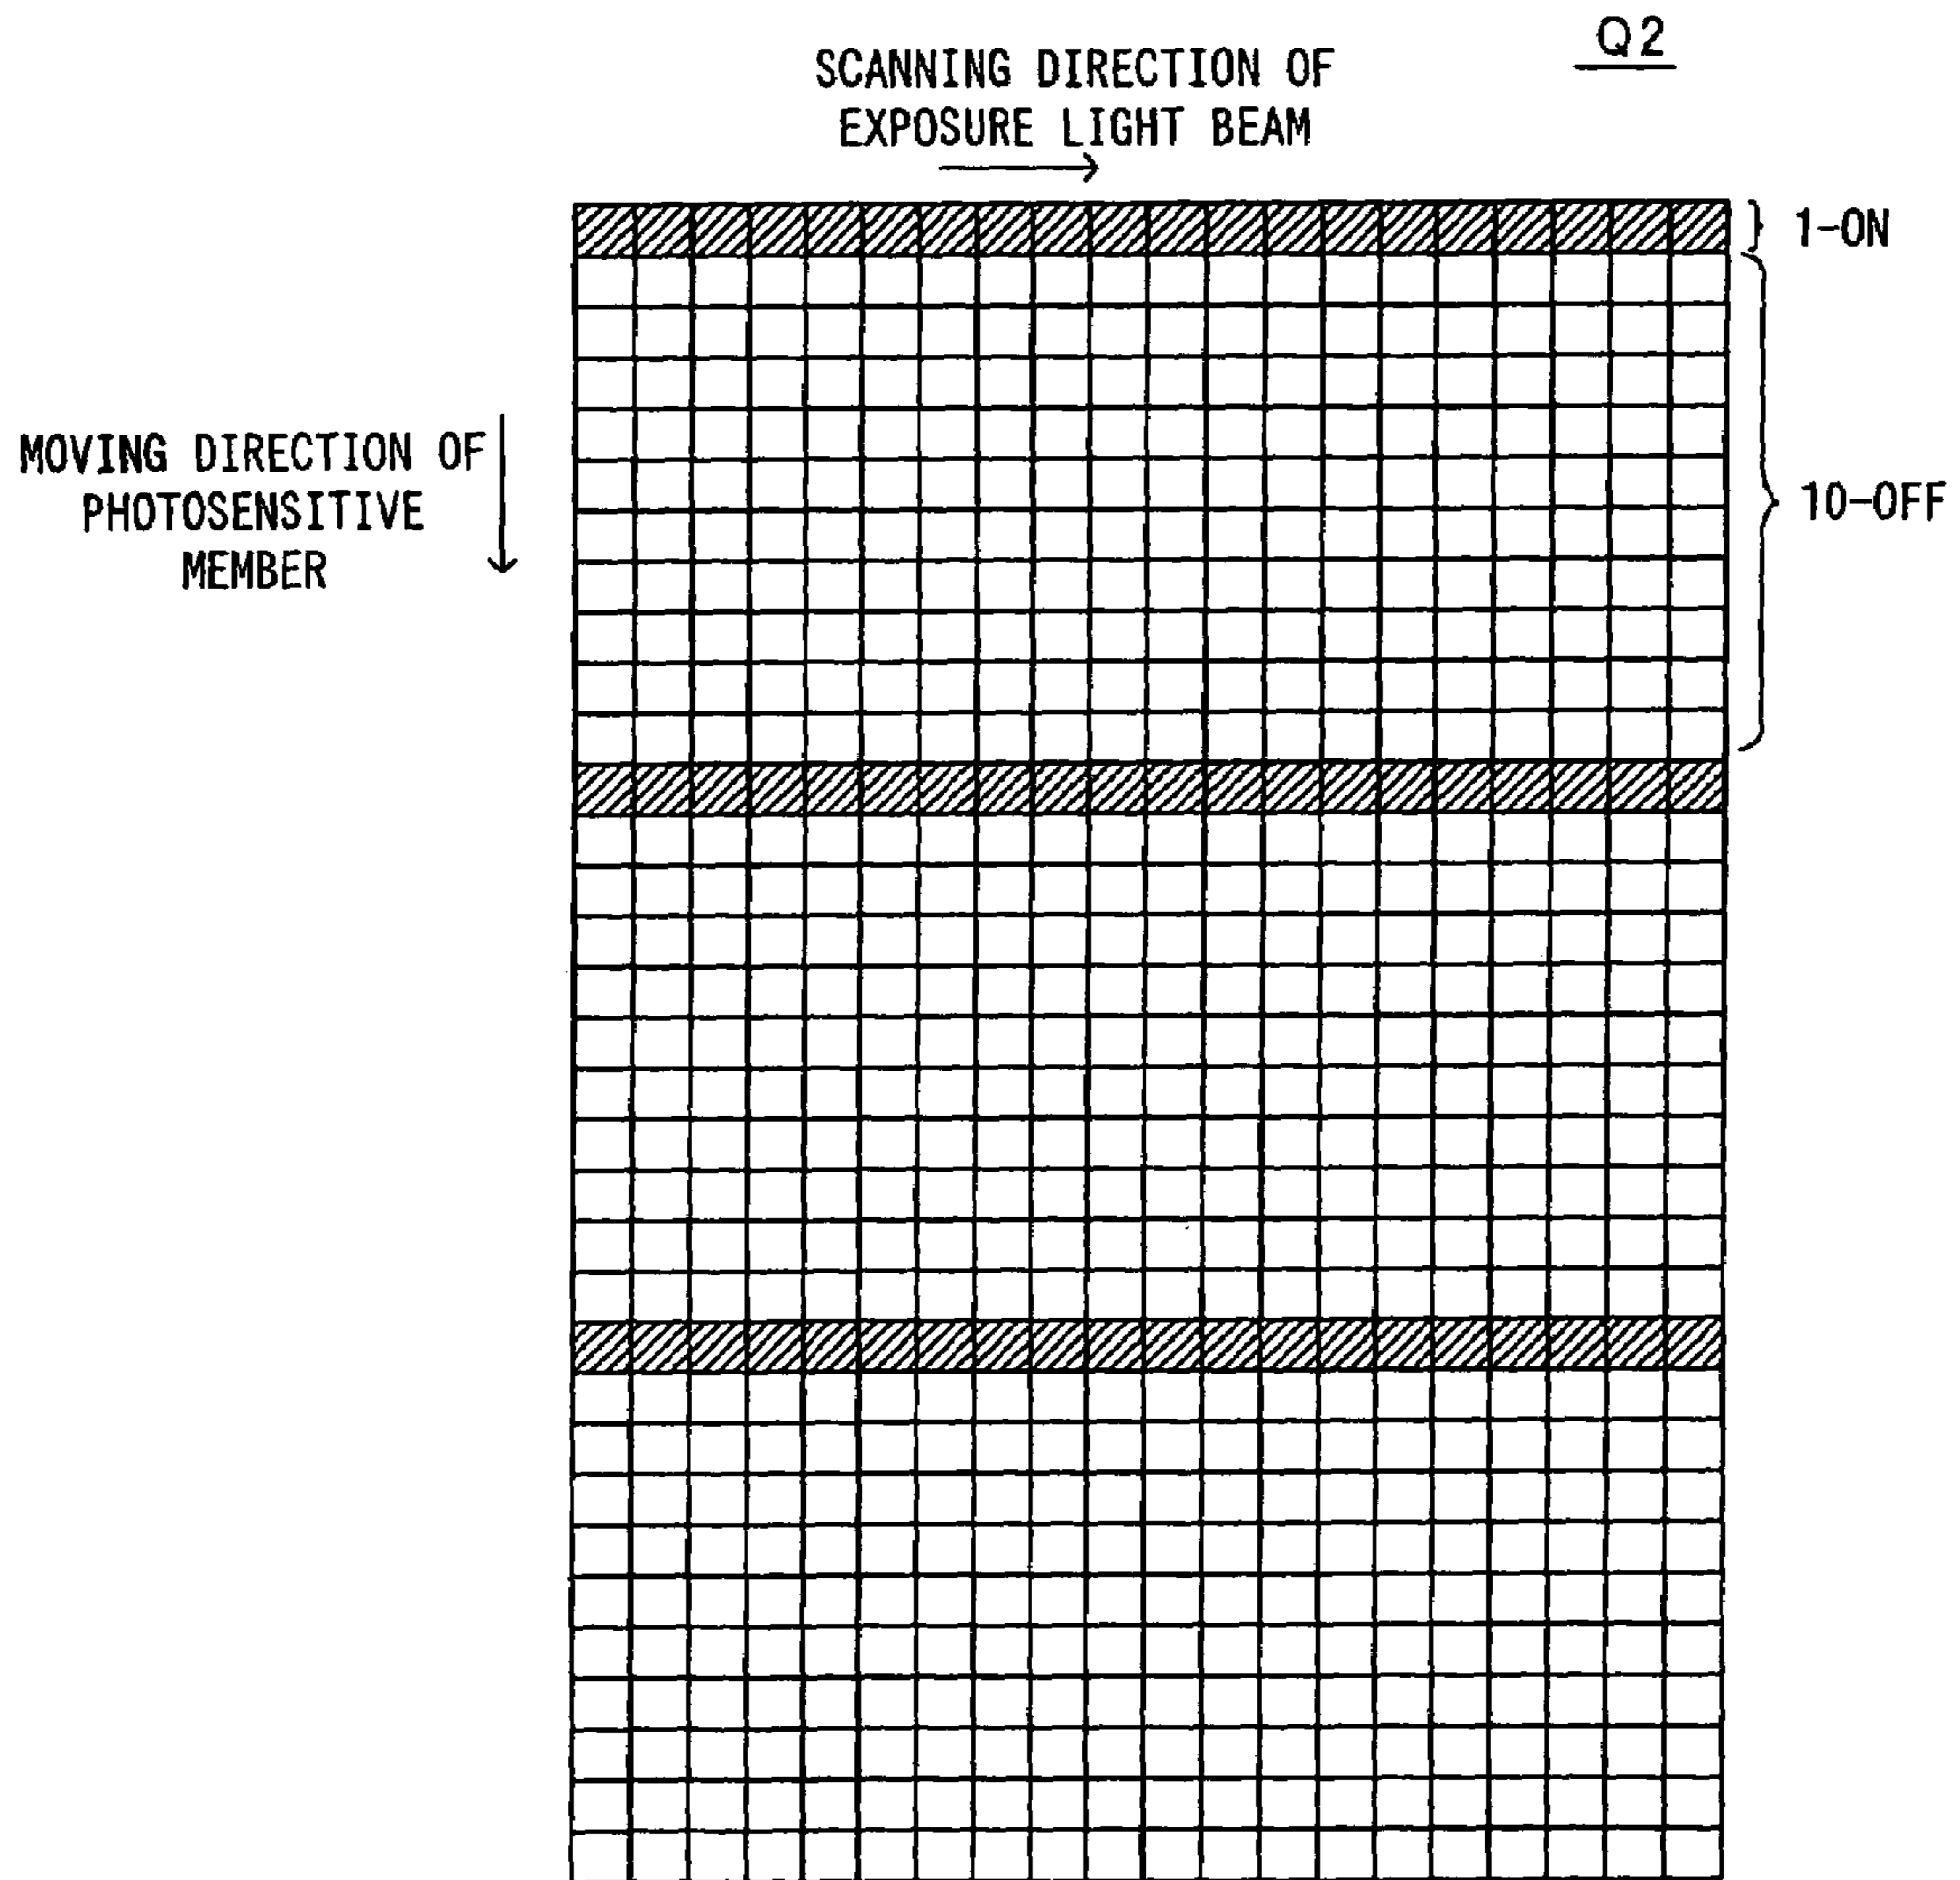 Q2
SCANNING DIRECTION OF
EXPOSURE LIGHT BEAM
1-ON
MOVING DIRECTION OF
PHOTOSENSITIVE
MEMBER
10-OFF